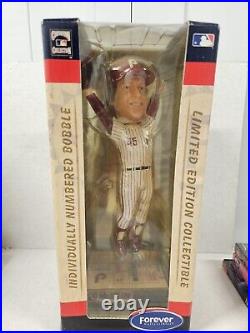 INDIVIDUALLY NUMBERED BOBBLE
LIMITED EDITION COLLECTIBLE
35
P
Forever